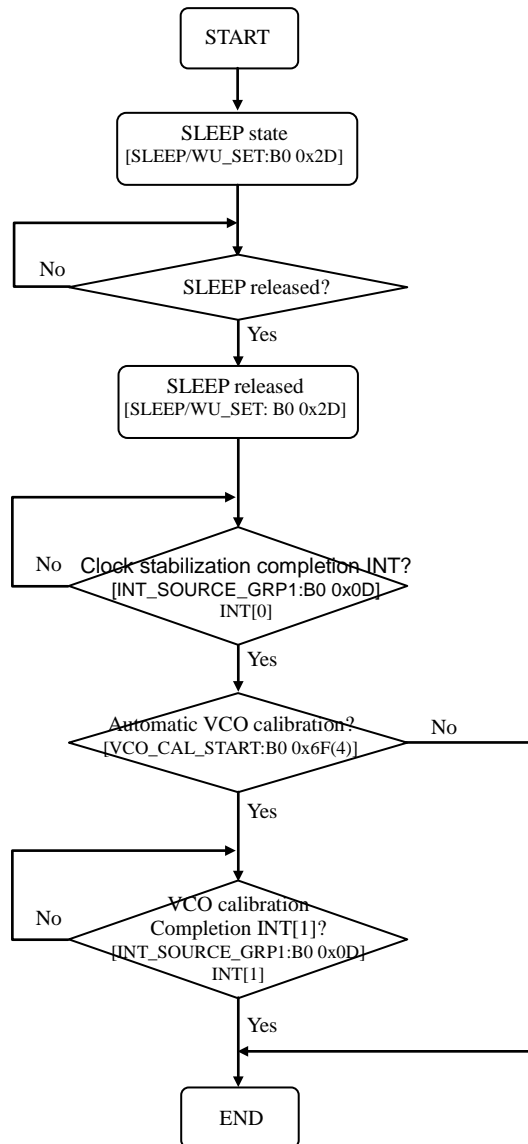 START
SLEEP state
[SLEEP/WU_SET:B0 0x2D]
No
SLEEP released?
Yes
SLEEP released
[SLEEP/WU_SET: B0 0x2D]
No
Clock stabilization completion INT?
[INT_SOURCE_GRP1:B0 0x0D]
INT[0]
Yes
Automatic VCO calibration?
No
[VCO_CAL_START:B0 0x6F(4)]
Yes
VCO calibration
No
Completion INT[1]?
[INT_SOURCE_GRP1:B0 0x0D]
INT[1]
Yes
END